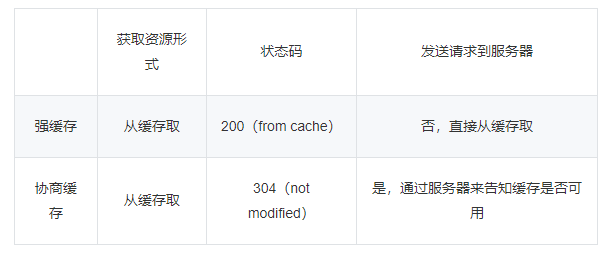 获取资源形
式
状态码
发送请求到服务器
强缓存
从缓存取
200（from cache）
否，直接从缓存取
协商缓
存
从缓存取
304（not
modified）
是，通过服务器来告知缓存是否可
用